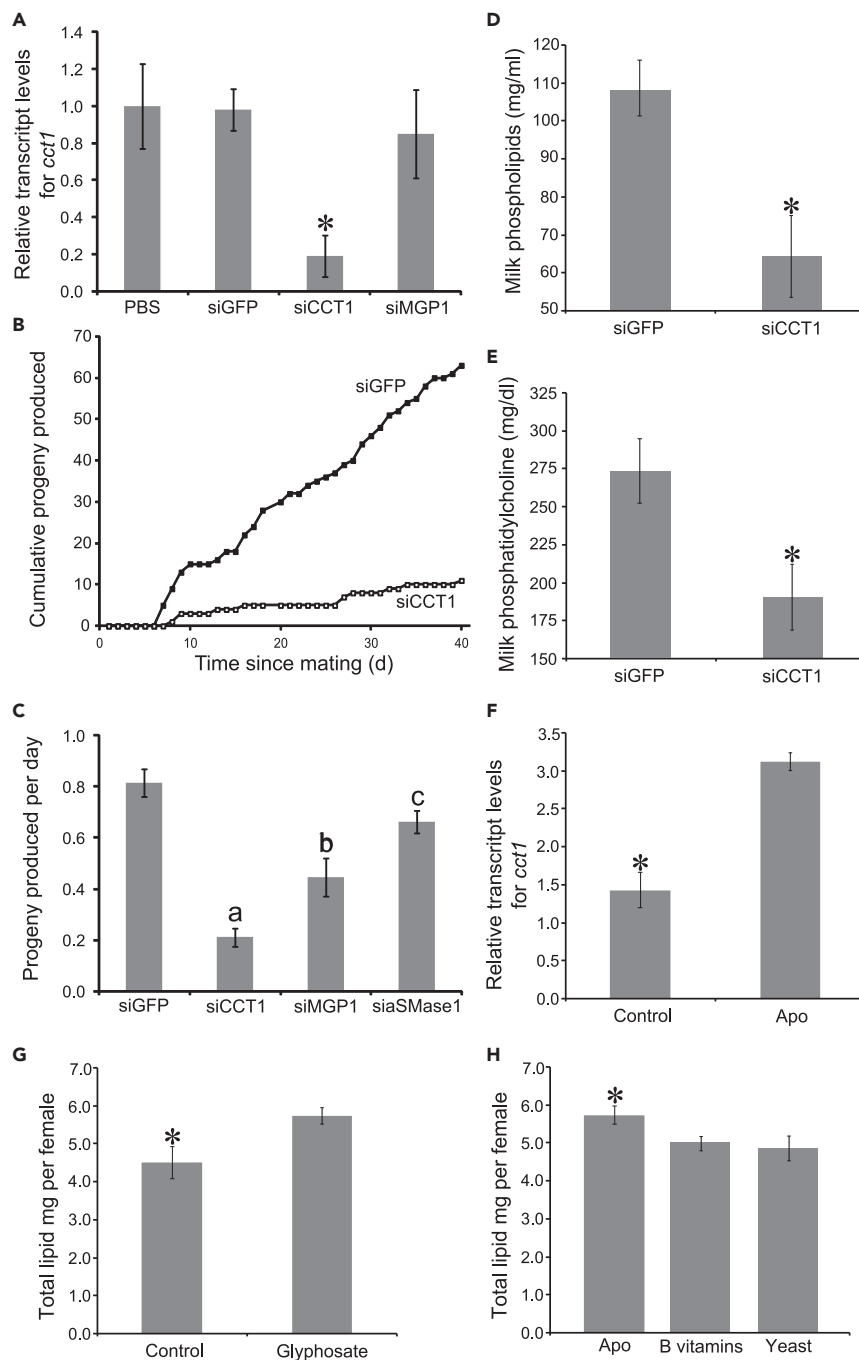 A
Relative transcritpt levels
for cct1
1.4
1.2
1.0
0.8
0.6
0.4
0.2
0.0
*
PBS
siGFP
siCCT1
siMGP1
B
Cumulative progeny produced
70
60
50
40
30
20
10
0
siGFP
siCCT1
0
10
20
30
40
Time since mating (d)
C
Progeny produced per day
1.0
0.8
0.6
0.4
0.2
0.0
a
b
c
siGFP
siCCT1
siMGP1
siaSMase1
D
Milk phospholipids (mg/ml)
120
110
100
90
80
70
60
50
*
siGFP
siCCT1
E
Milk phosphatidylcholine (mg/dl)
350
325
300
275
250
225
200
175
150
*
siGFP
siCCT1
F
Relative transcritpt levels
for cct1
3.5
3.0
2.5
2.0
1.5
1.0
0.5
0.0
*
Control
Apo
G
Total lipid mg per female
7.0
6.0
5.0
4.0
3.0
2.0
1.0
0.0
*
Control
Glyphosate
H
Total lipid mg per female
7.0
6.0
5.0
4.0
3.0
2.0
1.0
0.0
*
Apo
B vitamins
Yeast